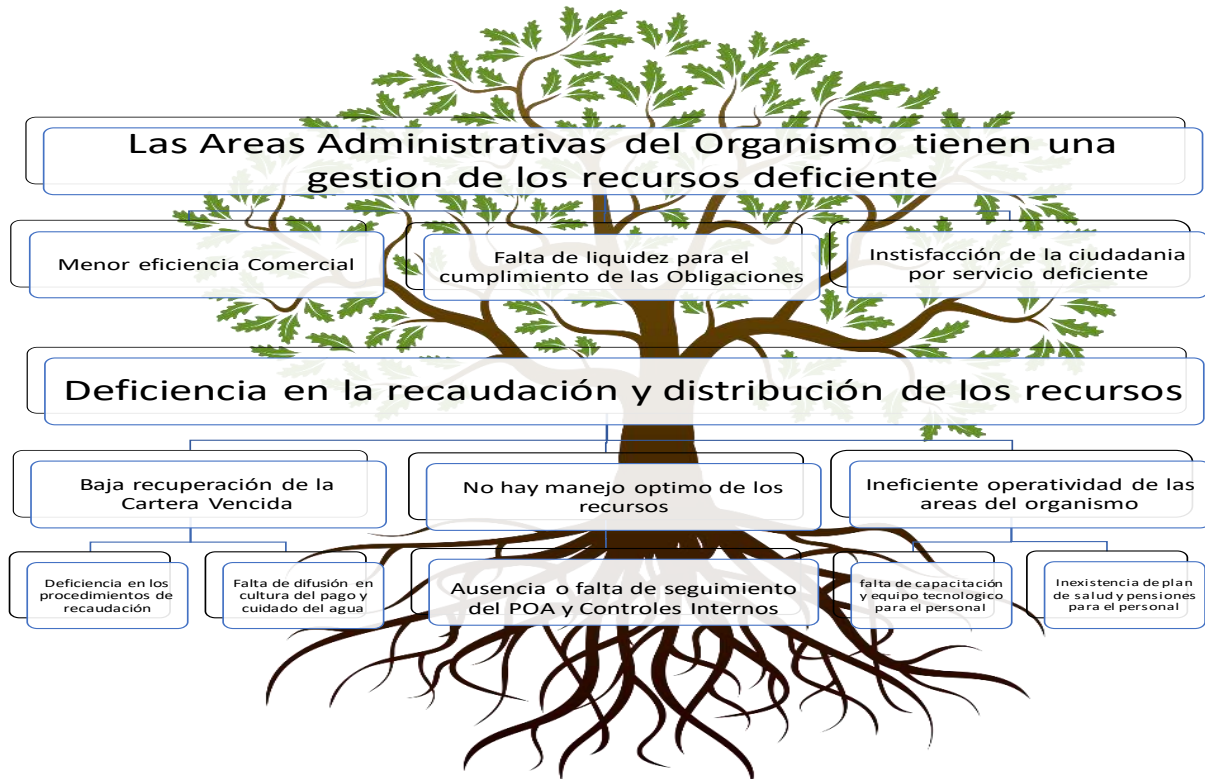 Las Areas Administrativas del Organismo tienen una
gestion de los recursos deficiente
Menor eficiencia Comercial
Falta de liquidez para el
cumplimiento de las Obligaciones
Instisfacción de la ciudadania
por servicio deficiente
Deficiencia en la recaudación y distribución de los recursos
Baja recuperación de la
Cartera Vencida
No hay manejo optimo de los
recursos
Ineficiente operatividad de las
areas del organismo
Deficiencia en los
procedimientos de
recaudación
Falta de difusión en
cultura del pago y
cuidado del agua
Ausencia o falta de seguimiento
del POA y Controles Internos
falta de capacitación
y equipo tecnologico
para el personal
Inexistencia de plan
de salud y pensiones
para el personal